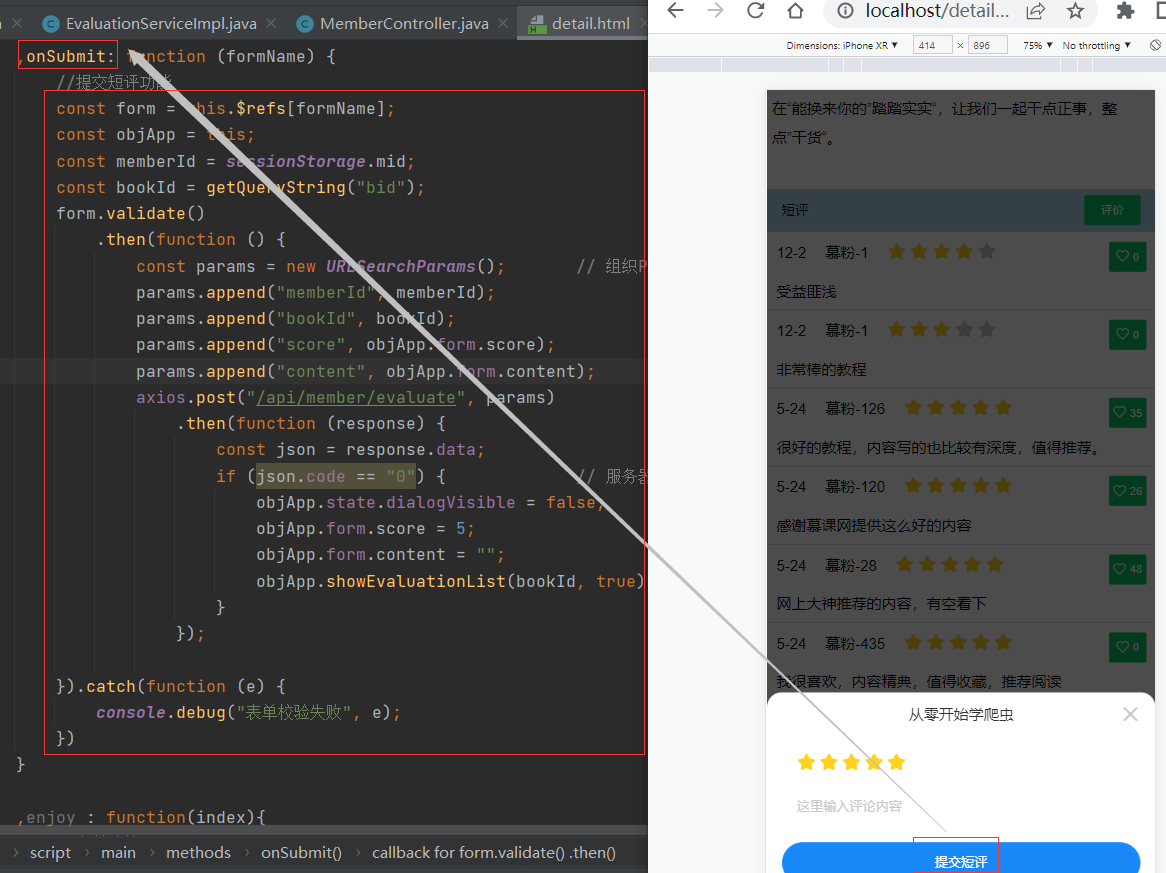 EvaluationServiceImpl.java
MemberController.java
detail.html
,onSubmit: function (formName) {
//提交短评功能
const form = this.$refs[formName];
const objApp = this;
const memberId = sessionStorage.mid;
const bookId = getQueryString("bid");
form.validate()
.then(function () {
const params = new URLSearchParams(); // 组织
params.append("memberId", memberId);
params.append("bookId", bookId);
params.append("score", objApp.form.score);
params.append("content", objApp.form.content);
axios.post("/api/member/evaluate", params)
.then(function (response) {
const json = response.data;
if (json.code == "0") { // 服务器
objApp.state.dialogVisible = false;
objApp.form.score = 5;
objApp.form.content = "";
objApp.showEvaluationList(bookId, true)
}
});
}).catch(function (e) {
console.debug("表单校验失败", e);
})
}
,enjoy : function(index){
script
main
methods
onSubmit()
callback for form.validate() .then()
localhost/detail...
Dimensions: iPhone XR ▼ 414 × 896 75% ▼ No throttling ▼
在“能换来你的”踏踏实实“，让我们一起干点正事，整
点”干货“。
短评 评价
12-2 慕粉-1 0
受益匪浅
12-2 慕粉-1 0
非常棒的教程
5-24 慕粉-126 35
很好的教程，内容写的也比较有深度，值得推荐。
5-24 慕粉-120 26
感谢慕课网提供这么好的内容
5-24 慕粉-28 48
网上大神推荐的内容，有空看下
5-24 慕粉-435 0
我很喜欢，内容精典，值得收藏，推荐阅读
从零开始学爬虫
这里输入评论内容
提交短评